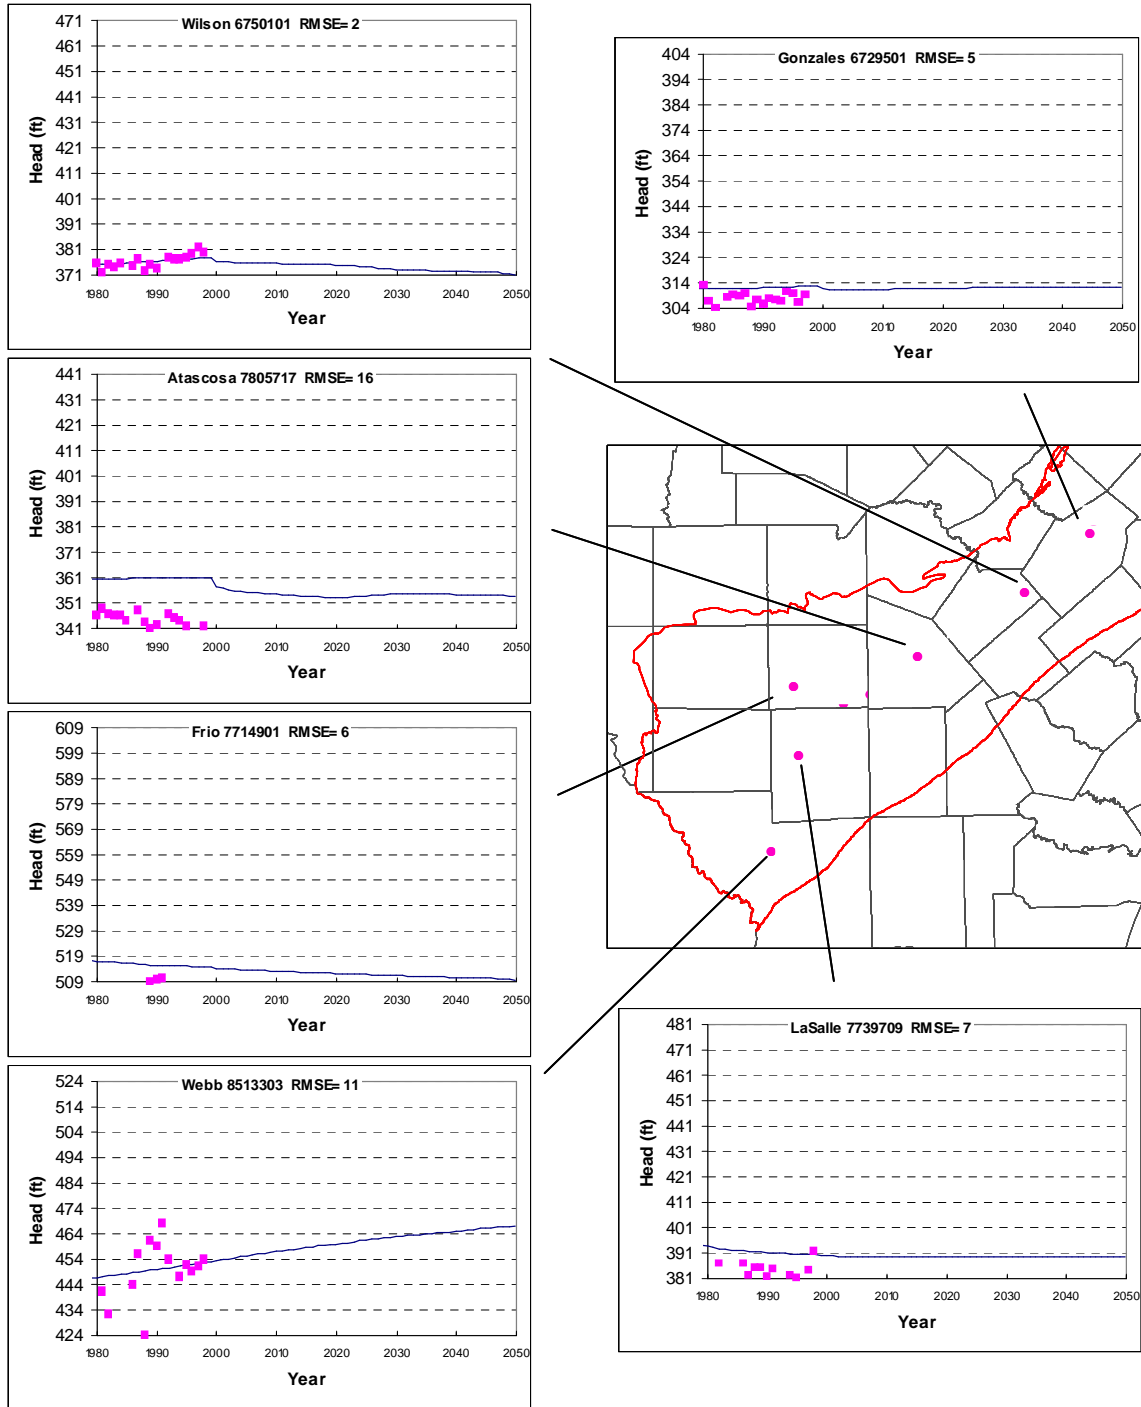 Wilson 6750101 RMSE= 2
Head (ft)
471
461
451
441
431
421
411
401
391
381
371
1980 1990 2000 2010 2020 2030 2040 2050
Year
Gonzales 6729501 RMSE= 5
Head (ft)
404
394
384
374
364
354
344
334
324
314
304
1980 1990 2000 2010 2020 2030 2040 2050
Year
Atascosa 7805717 RMSE= 16
Head (ft)
441
431
421
411
401
391
381
371
361
351
341
1980 1990 2000 2010 2020 2030 2040 2050
Year
Frio 7714901 RMSE= 6
Head (ft)
609
599
589
579
569
559
549
539
529
519
509
1980 1990 2000 2010 2020 2030 2040 2050
Year
Webb 8513303 RMSE= 11
Head (ft)
524
514
504
494
484
474
464
454
444
434
424
1980 1990 2000 2010 2020 2030 2040 2050
Year
LaSalle 7739709 RMSE= 7
Head (ft)
481
471
461
451
441
431
421
411
401
391
381
1980 1990 2000 2010 2020 2030 2040 2050
Year